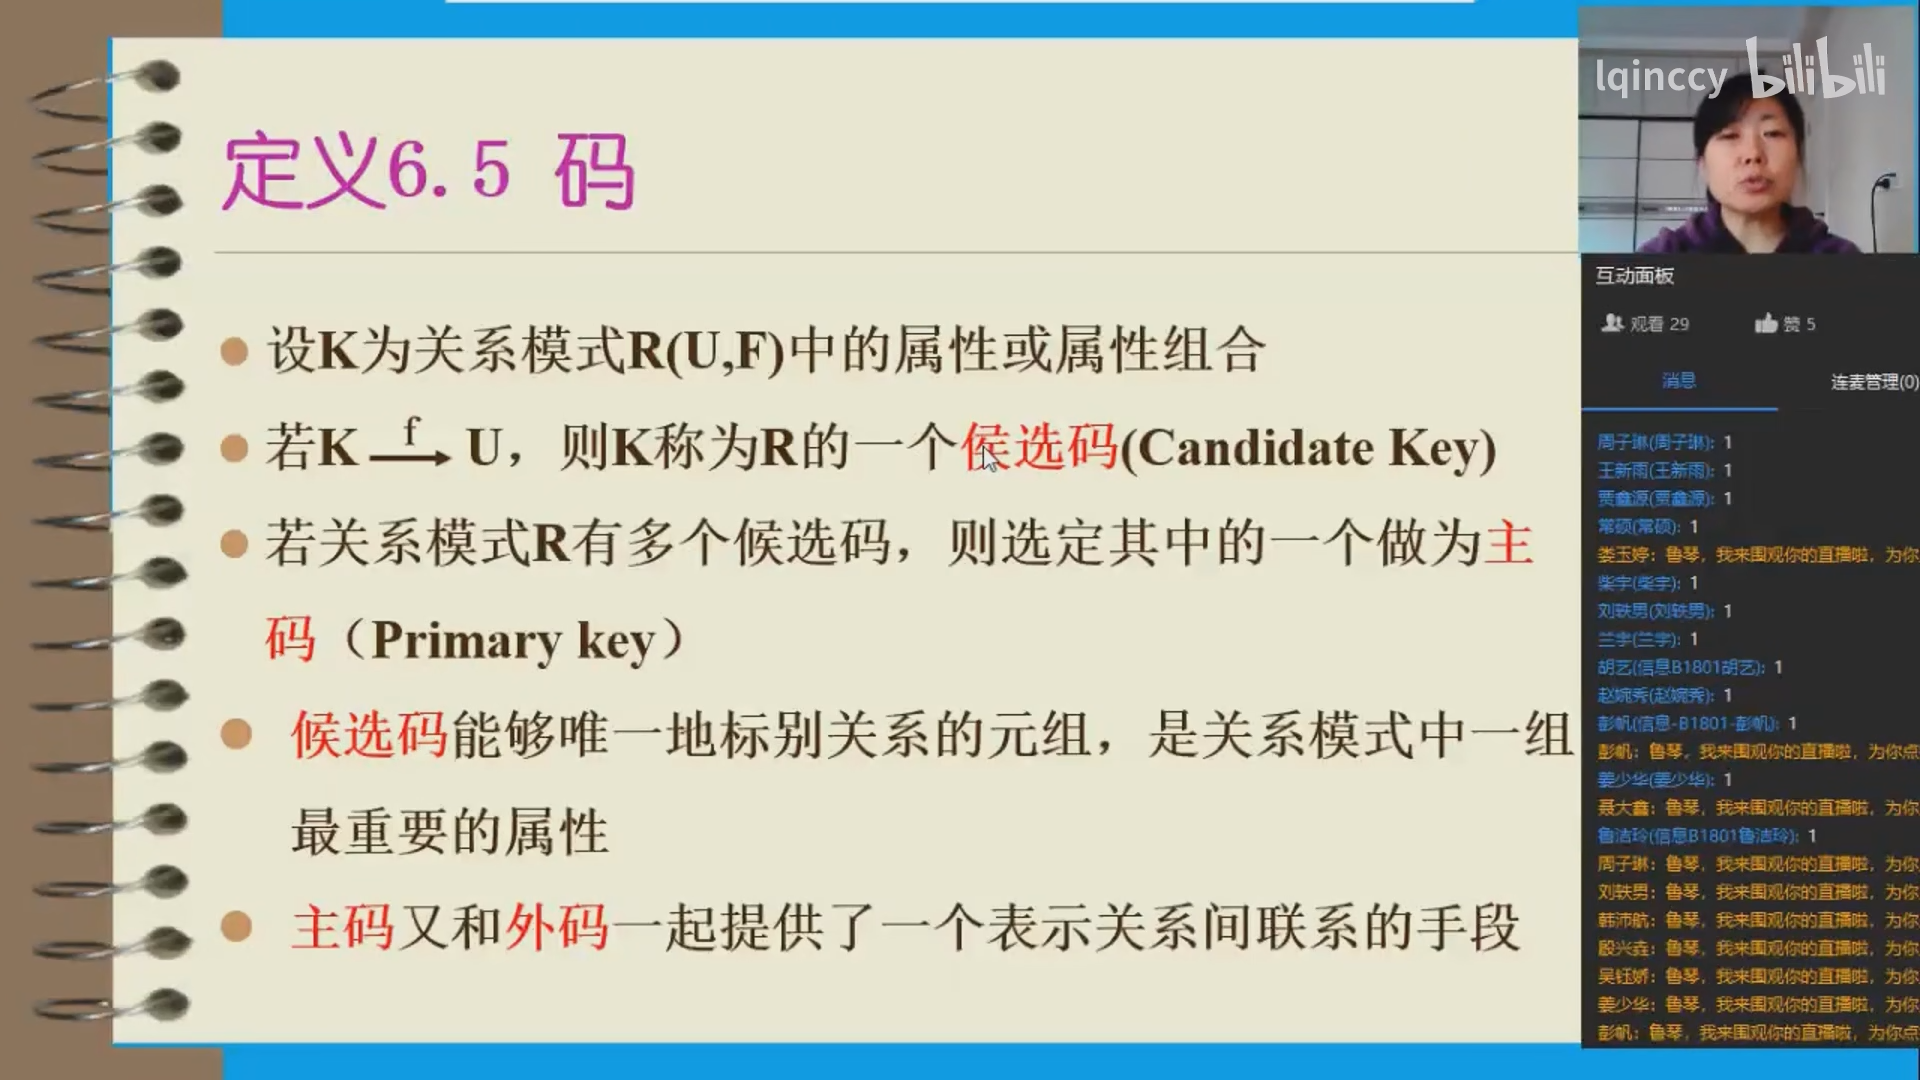 定义6.5 码
设K为关系模式R(U,F)中的属性或属性组合
若K f→ U，则K称为R的一个候选码(Candidate Key)
若关系模式R有多个候选码，则选定其中的一个做为主
码（Primary key）
候选码能够唯一地标别关系的元组，是关系模式中一组
最重要的属性
主码又和外码一起提供了一个表示关系间联系的手段
lqinccy bilibili
互动面板
观看 29 赞 5
消息 连麦管理(0)
周子琳(周子琳): 1
王新雨(王新雨): 1
贾鑫源(贾鑫源): 1
常硕(常硕): 1
娄玉婷: 鲁琴，我来围观你的直播啦，为你
柴宇(柴宇): 1
刘轶男(刘轶男): 1
兰宇(兰宇): 1
胡艺(信息B1801胡艺): 1
赵婉秀(赵婉秀): 1
彭帆(信息-B1801-彭帆): 1
彭帆: 鲁琴，我来围观你的直播啦，为你点
姜少华(姜少华): 1
聂大鑫: 鲁琴，我来围观你的直播啦，为你
鲁洁玲(信息B1801鲁洁玲): 1
周子琳: 鲁琴，我来围观你的直播啦，为你
刘轶男: 鲁琴，我来围观你的直播啦，为你
韩沛航: 鲁琴，我来围观你的直播啦，为你
殷兴垚: 鲁琴，我来围观你的直播啦，为你
吴钰娇: 鲁琴，我来围观你的直播啦，为你
姜少华: 鲁琴，我来围观你的直播啦，为你
彭帆: 鲁琴，我来围观你的直播啦，为你点